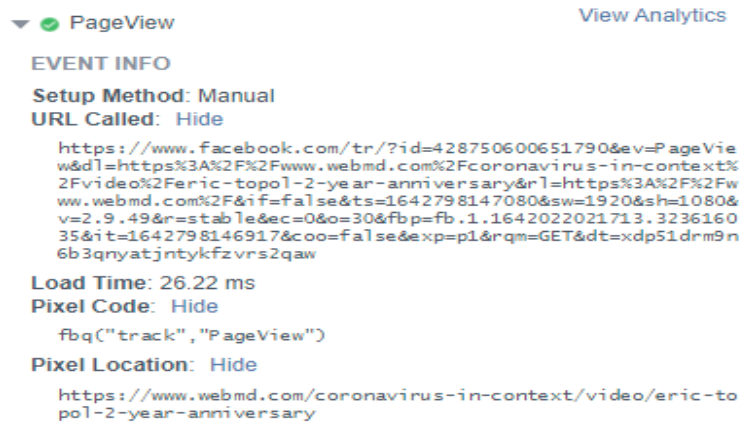 PageView
View Analytics
EVENT INFO
Setup Method: Manual
URL Called: Hide
https://www.facebook.com/tr/?id=428750600651790&ev=PageVie
w&dl=https%3A%2F%2Fwww.webmd.com%2Fcoronavirus-in-context%
2Fvideo%2Feric-topol-2-year-anniversary&rl=https%3A%2F%2Fw
ww.webmd.com%2F&if=false&ts=1642798147080&sw=1920&sh=1080&
v=2.9.49&r=stable&ec=0&o=30&fbp=fb.1.1642022021713.3236160
35&it=1642798146917&coo=false&exp=p1&rqm=GET&dt=xdp51drm9n
6b3qnyatjntykfzvrs2qaw
Load Time: 26.22 ms
Pixel Code: Hide
fbq("track","PageView")
Pixel Location: Hide
https://www.webmd.com/coronavirus-in-context/video/eric-to
pol-2-year-anniversary